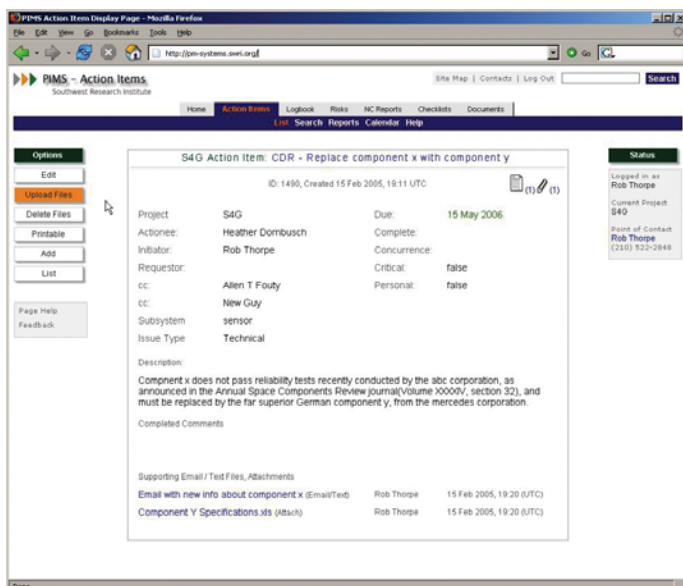 PIMS Action Item Display Page - Mozilla Firefox
File Edit View Go Bookmarks Tools Help
http://pm-systems.swri.org/
Go
PIMS - Action Items
Southwest Research Institute
Site Map | Contacts | Log Out
Search
Home Action Items Logbook Risks NC Reports Checklists Documents
List Search Reports Calendar Help
Options
Edit
Upload Files
Delete Files
Printable
Add
List
Page Help
Feedback
S4G Action Item: CDR - Replace component x with component y
ID: 1490, Created 15 Feb 2005, 19:11 UTC
(1) (1)
Project S4G Due: 15 May 2006
Actionee: Heather Dornbusch Complete:
Initiator: Rob Thorpe Concurrence:
Requestor: Critical: false
cc: Allen T Fouty Personal: false
cc: New Guy
Subsystem sensor
Issue Type Technical
Description:
Compnent x does not pass reliability tests recently conducted by the abc corporation, as
announced in the Annual Space Components Review journal(Volume XXXXIV, section 32), and
must be replaced by the far superior German component y, from the mercedes corporation.
Completed Comments
Supporting Email / Text Files, Attachments
Email with new info about component x (Email/Text) Rob Thorpe 15 Feb 2005, 19:20 (UTC)
Component Y Specifications.xls (Attach) Rob Thorpe 15 Feb 2005, 19:20 (UTC)
Status
Logged in as
Rob Thorpe
Current Project
S4G
Point of Contact
Rob Thorpe
(210) 522-2848